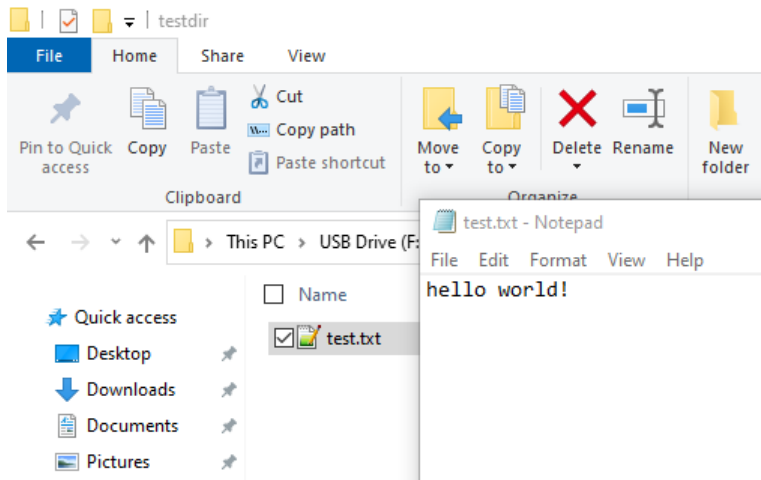 testdir
File Home Share View
Pin to Quick access
Copy
Paste
Cut
Copy path
Paste shortcut
Clipboard
Move to
Copy to
Delete
Rename
New folder
Organize
This PC > USB Drive (F:
Quick access
Desktop
Downloads
Documents
Pictures
Name
test.txt
test.txt - Notepad
File Edit Format View Help
hello world!